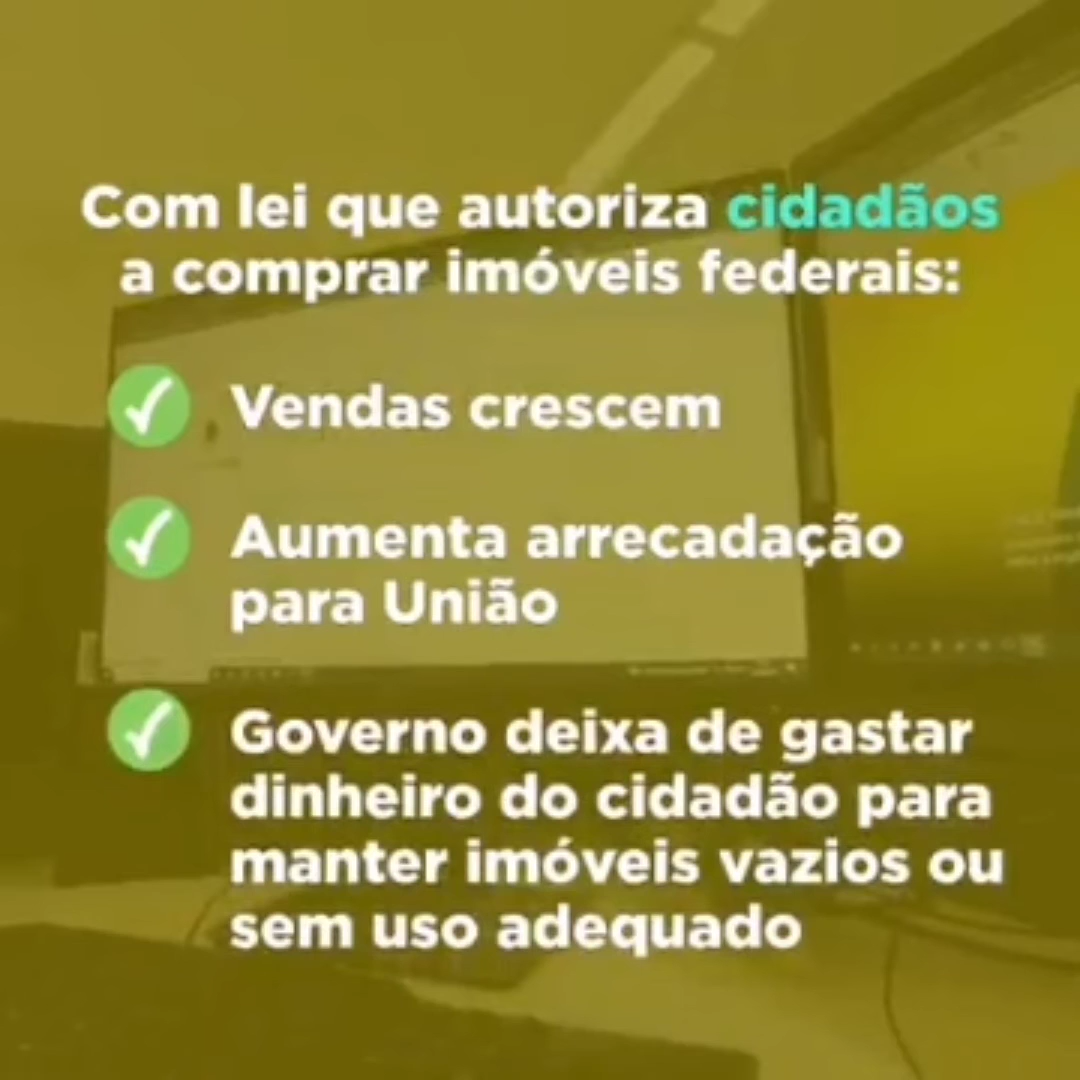 Com lei que autoriza cidadãos
a comprar imóveis federais:
Vendas crescem
Aumenta arrecadação
para União
Governo deixa de gastar
dinheiro do cidadão para
manter imóveis vazios ou
sem uso adequado